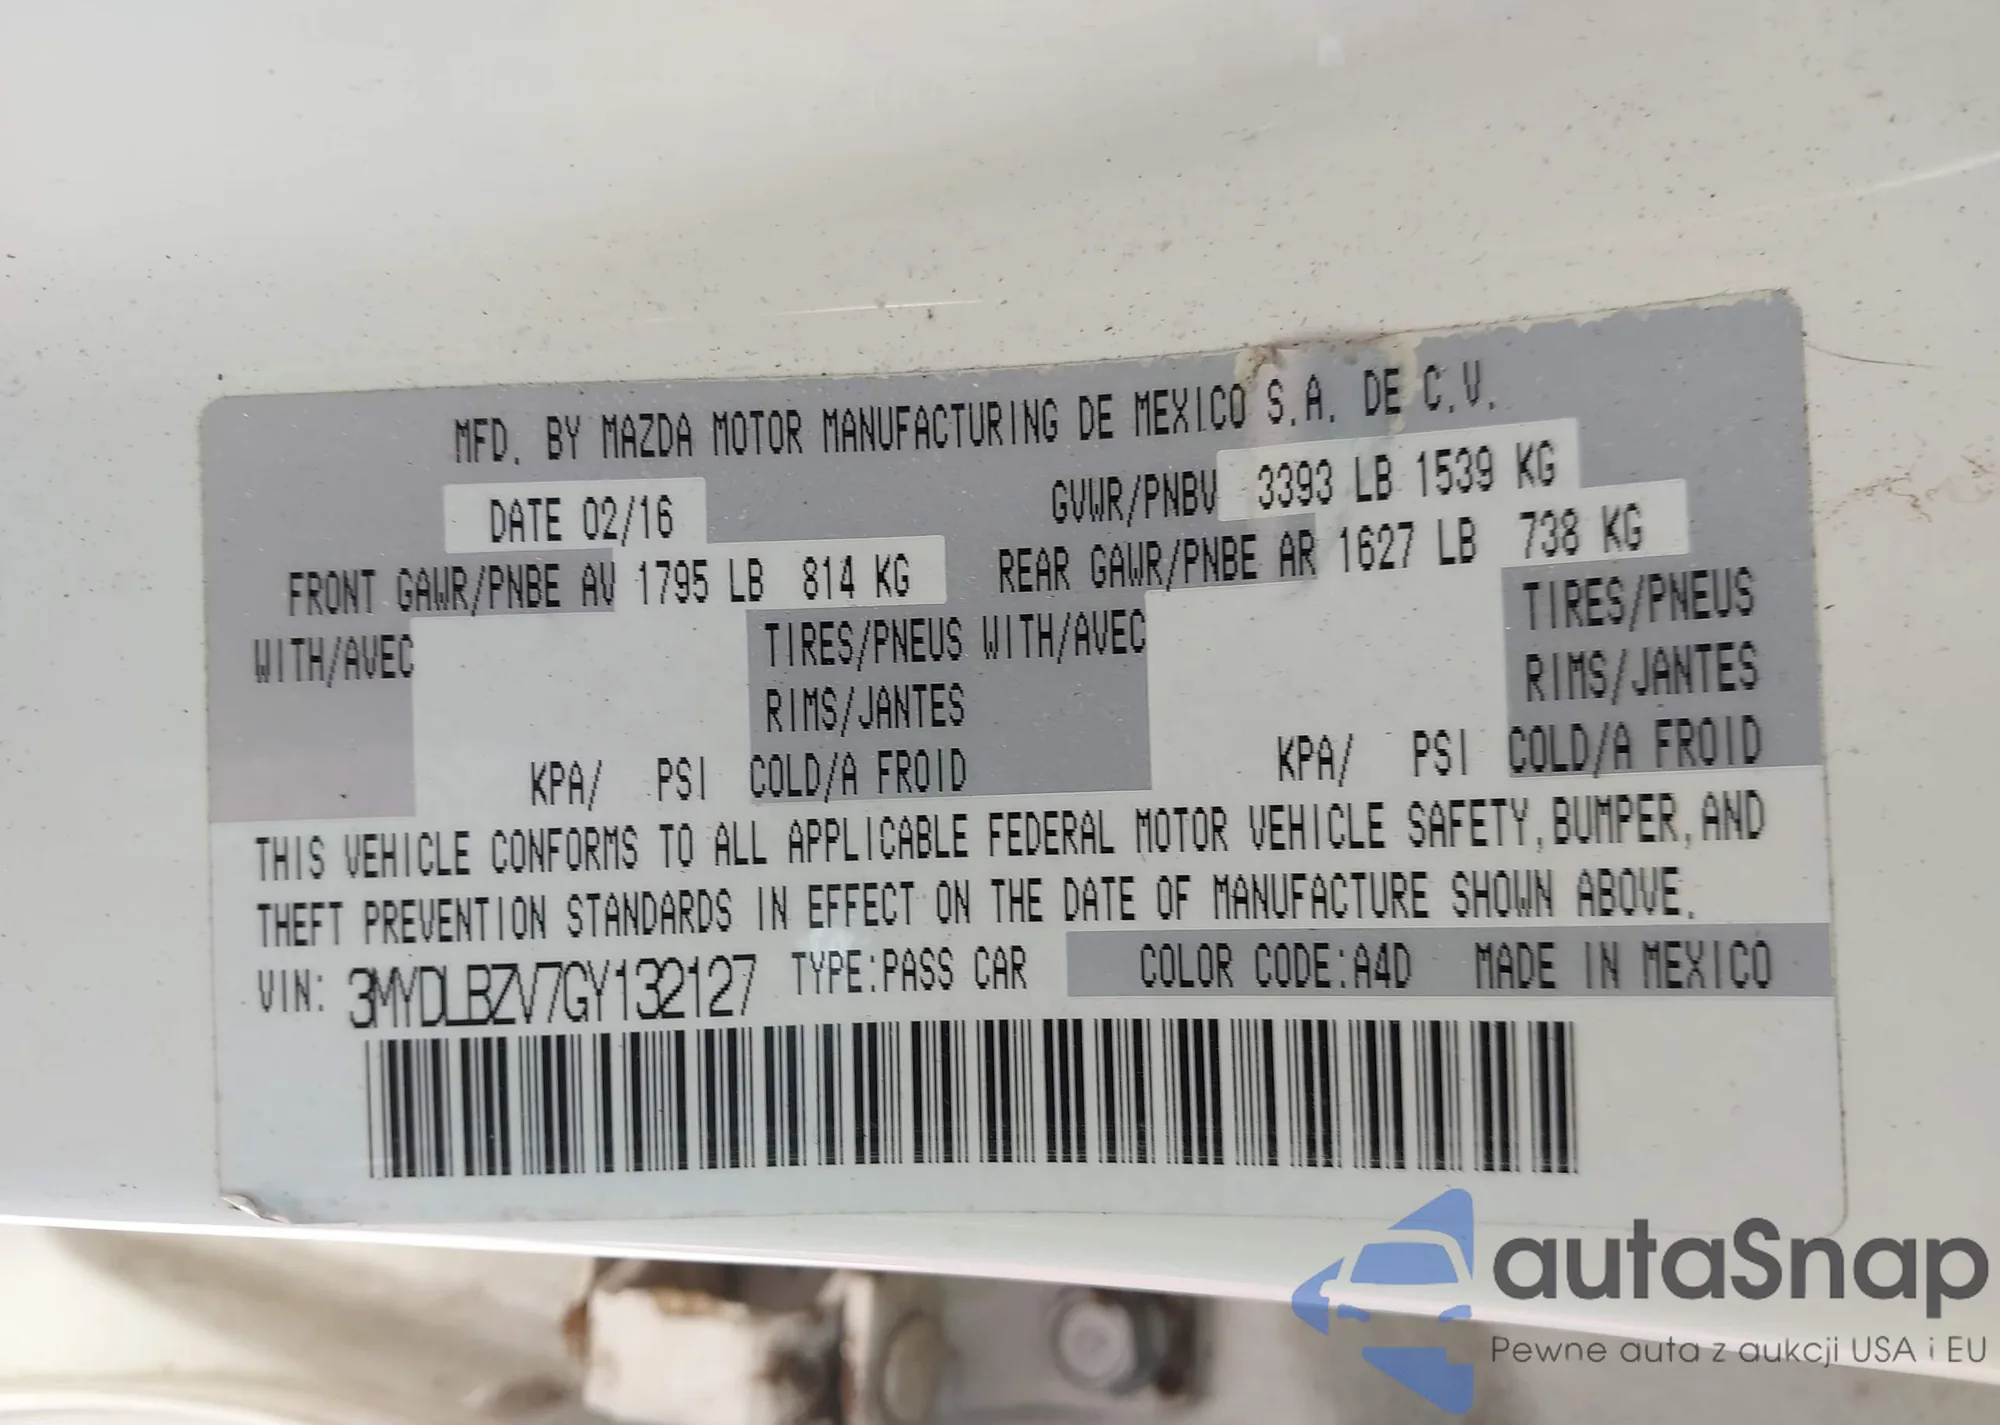 MFD. BY MAZDA MOTOR MANUFACTURING DE MEXICO S.A. DE C.V.
DATE 02/16 GVWR/PNBV 3393 LB 1539 KG
FRONT GAWR/PNBE AV 1795 LB 814 KG REAR GAWR/PNBE AR 1627 LB 738 KG
WITH/AVEC TIRES/PNEUS WITH/AVEC TIRES/PNEUS
RIMS/JANTES RIMS/JANTES
KPA/ PSI COLD/A FROID KPA/ PSI COLD/A FROID
THIS VEHICLE CONFORMS TO ALL APPLICABLE FEDERAL MOTOR VEHICLE SAFETY, BUMPER, AND
THEFT PREVENTION STANDARDS IN EFFECT ON THE DATE OF MANUFACTURE SHOWN ABOVE.
VIN: 3MYDLBZV7GY132127 TYPE:PASS CAR COLOR CODE:A4D MADE IN MEXICO
autaSnap
Pewne auta z aukcji USA i EU